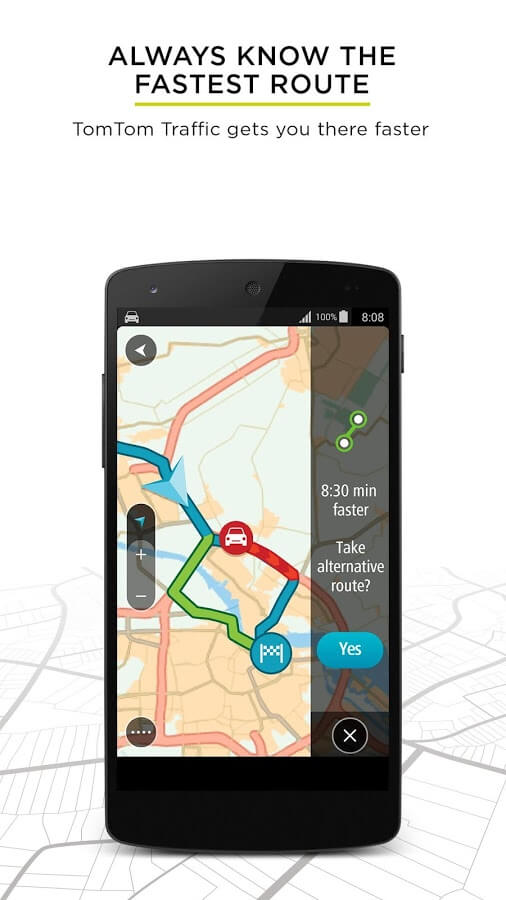 ALWAYS KNOW THE
FASTEST ROUTE
TomTom Traffic gets you there faster
100%
8:08
8:30 min
faster
Take
alternative
route?
Yes